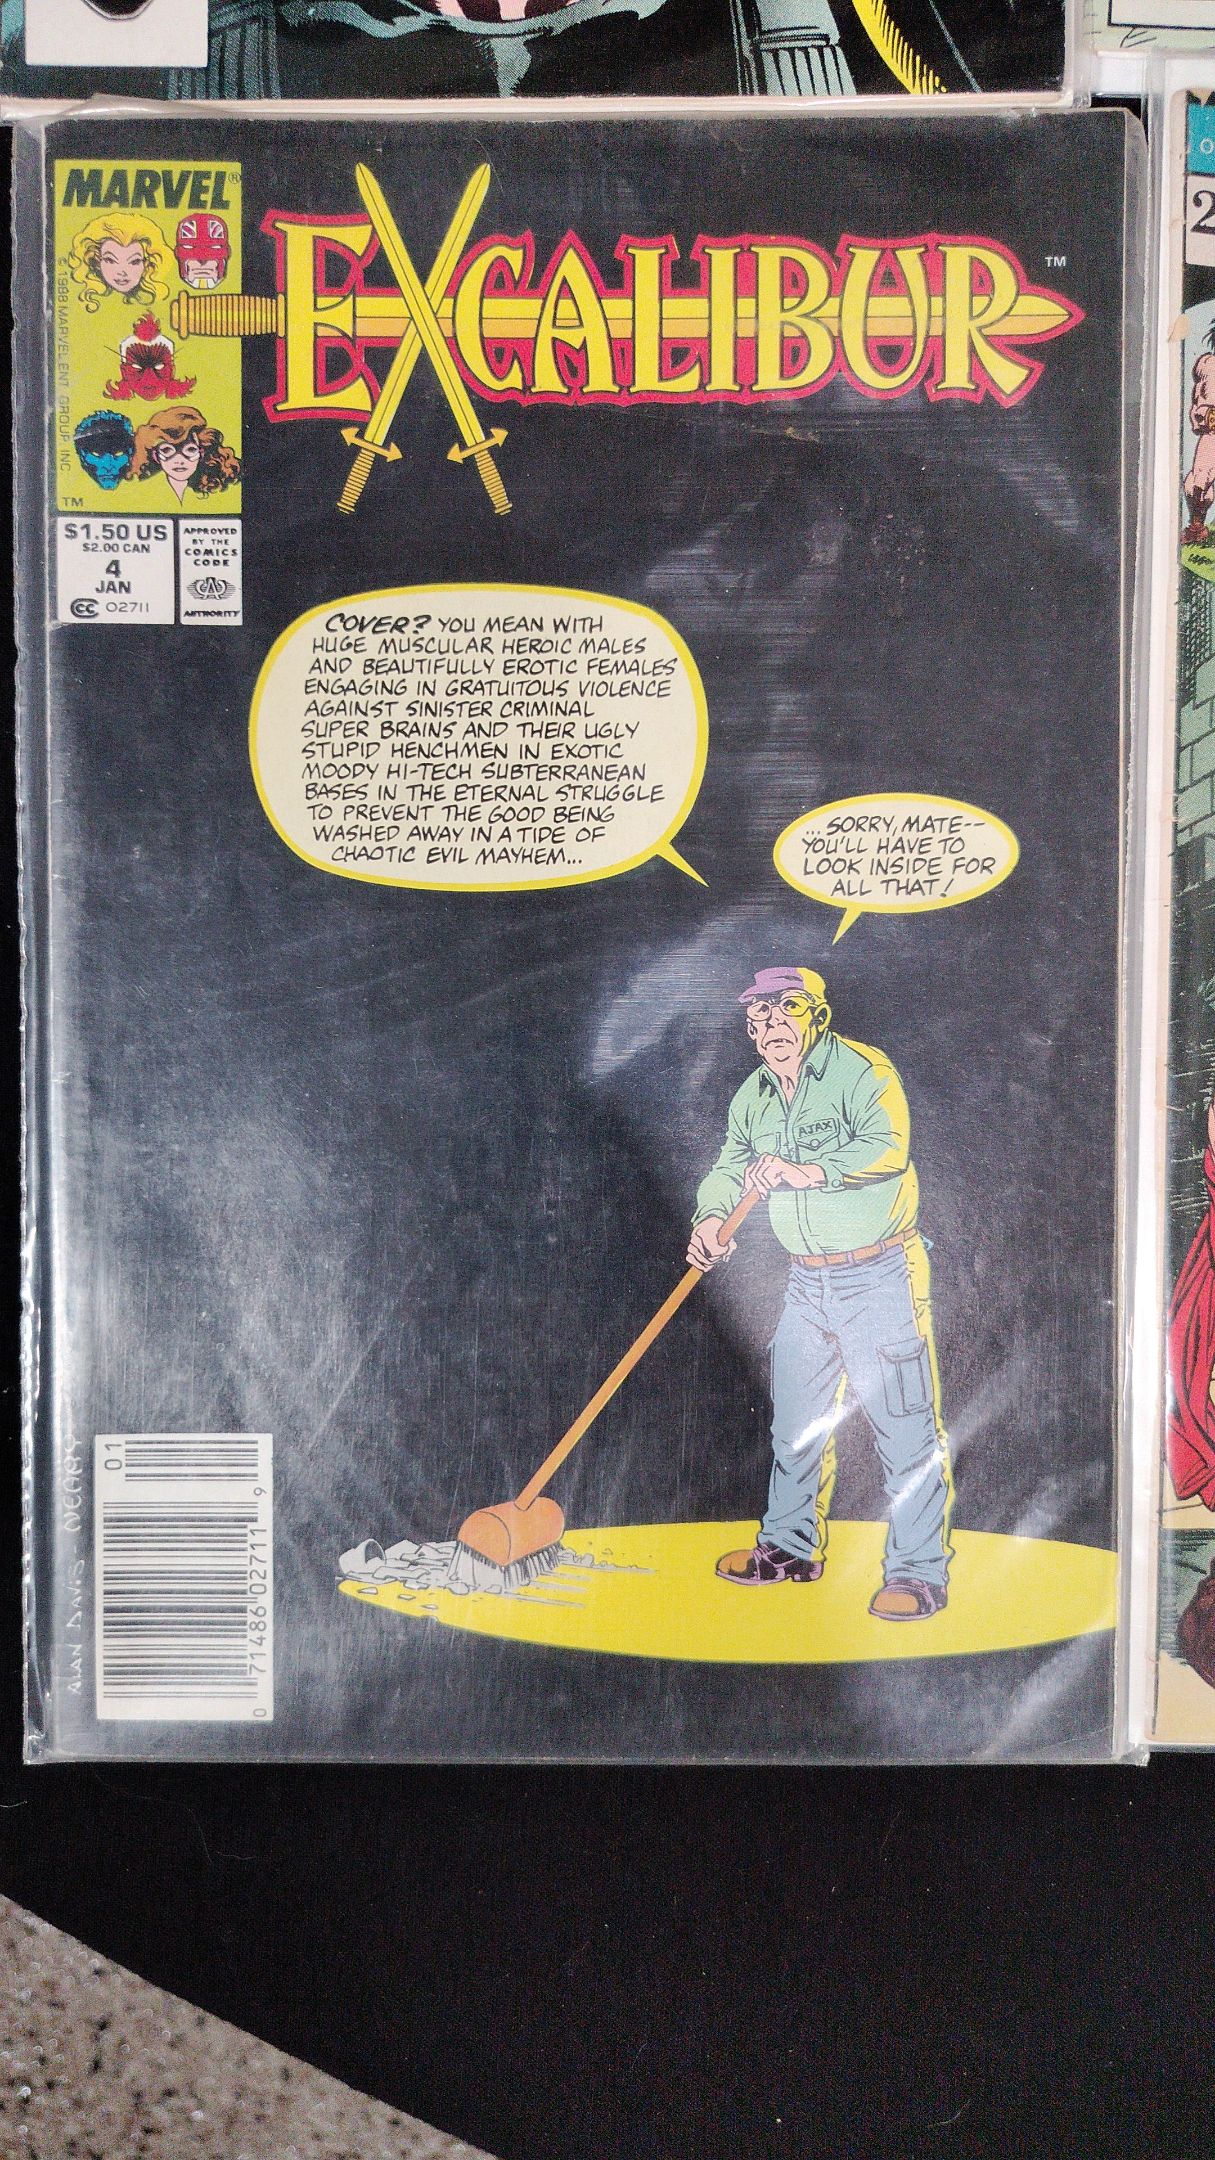 MARVEL®
EXCALIBUR™
© 1988 MARVEL ENT. GROUP, INC.
TM
$1.50 US
$2.00 CAN
4
JAN
CC 02711
APPROVED
BY THE
COMICS
CODE
CA
AUTHORITY
COVER? YOU MEAN WITH
HUGE MUSCULAR HEROIC MALES
AND BEAUTIFULLY EROTIC FEMALES
ENGAGING IN GRATUITOUS VIOLENCE
AGAINST SINISTER CRIMINAL
SUPER BRAINS AND THEIR UGLY
STUPID HENCHMEN IN EXOTIC
MOODY HI-TECH SUBTERRANEAN
BASES IN THE ETERNAL STRUGGLE
TO PREVENT THE GOOD BEING
WASHED AWAY IN A TIDE OF
CHAOTIC EVIL MAYHEM...
...SORRY, MATE--
YOU'LL HAVE TO
LOOK INSIDE FOR
ALL THAT!
AJAX
ALAN DAVIS - NEARY
01
0 71486 02711 9
2